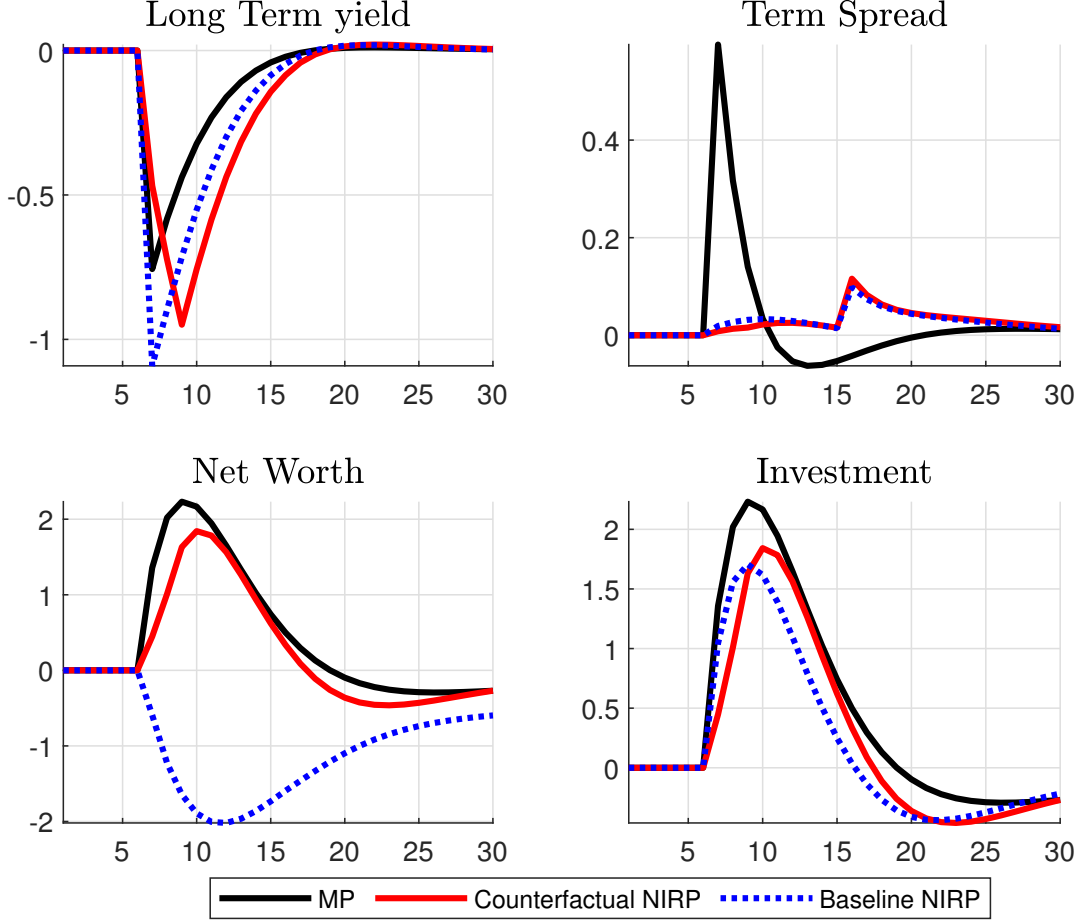 Long Term yield
0
-0.5
-1
5 10 15 20 25 30
Term Spread
0.4
0.2
0
5 10 15 20 25 30
Net Worth
2
1
0
-1
-2
5 10 15 20 25 30
Investment
2
1.5
1
0.5
0
5 10 15 20 25 30
MP Counterfactual NIRP Baseline NIRP